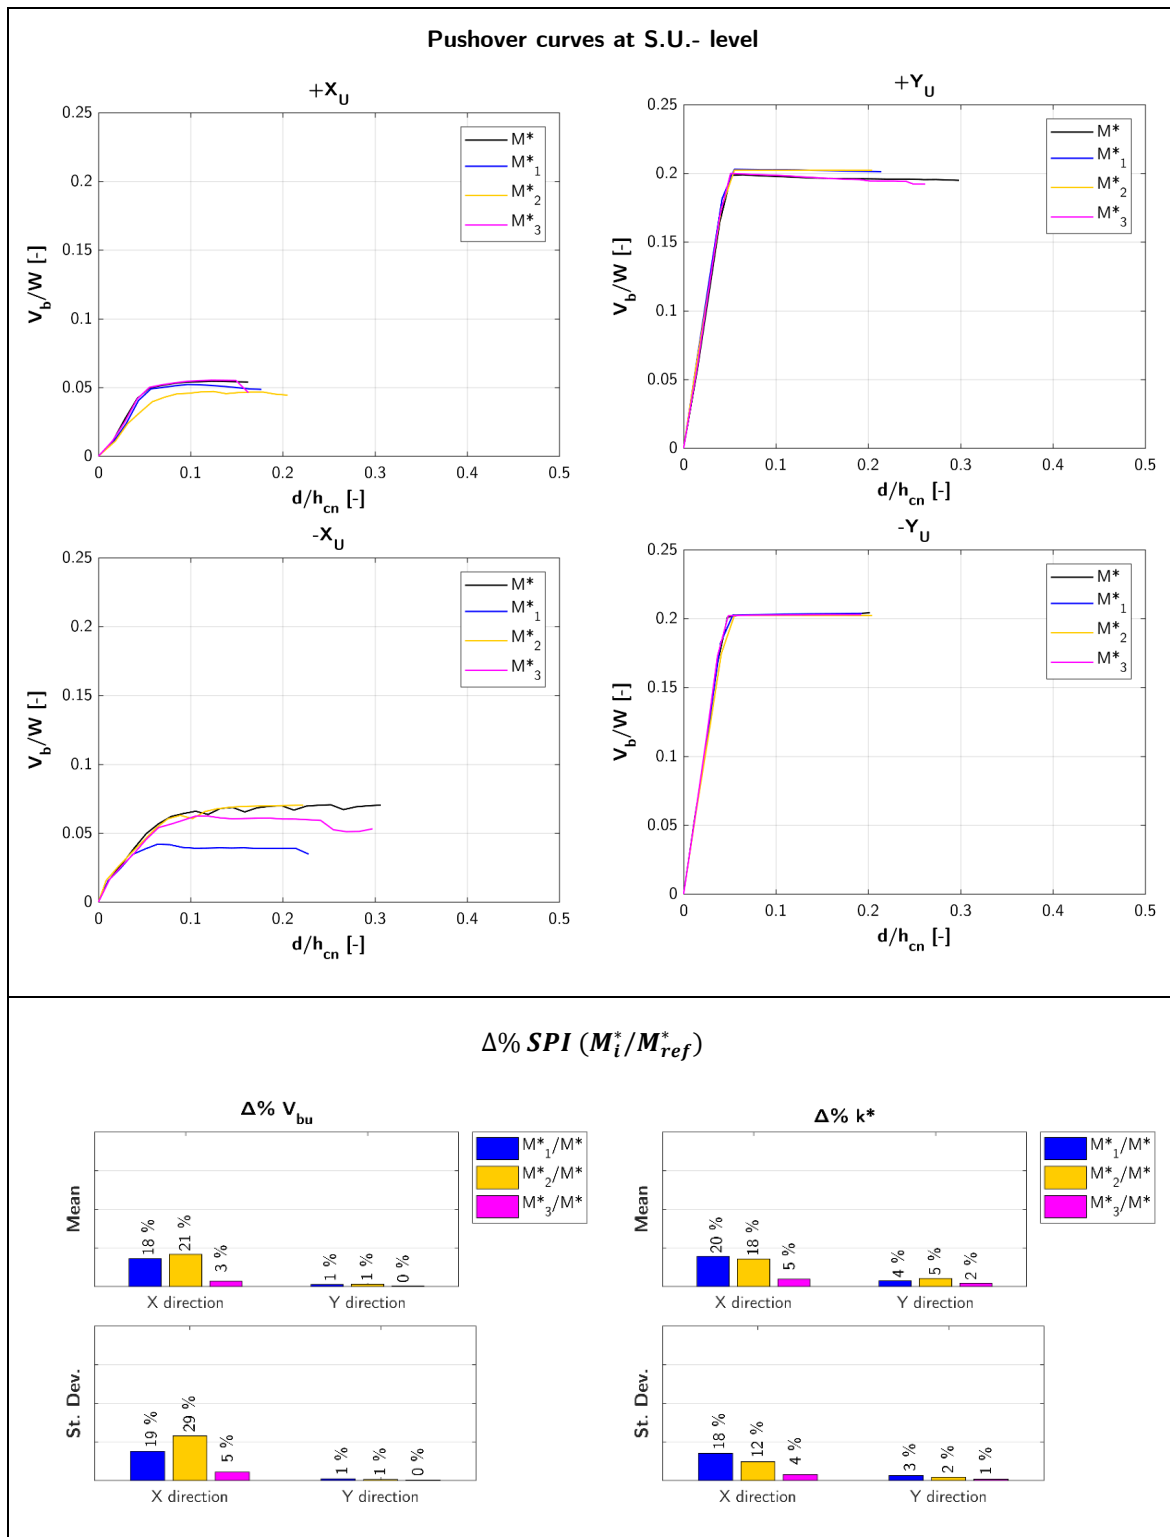 Pushover curves at S.U.- level
+X_U
0.25
0.2
0.15
0.1
0.05
0
V_b/W [-]
0
0.1
0.2
0.3
0.4
0.5
d/h_cn [-]
M*
M*_1
M*_2
M*_3
+Y_U
0.25
0.2
0.15
0.1
0.05
0
V_b/W [-]
0
0.1
0.2
0.3
0.4
0.5
d/h_cn [-]
M*
M*_1
M*_2
M*_3
-X_U
0.25
0.2
0.15
0.1
0.05
0
V_b/W [-]
0
0.1
0.2
0.3
0.4
0.5
d/h_cn [-]
M*
M*_1
M*_2
M*_3
-Y_U
0.25
0.2
0.15
0.1
0.05
0
V_b/W [-]
0
0.1
0.2
0.3
0.4
0.5
d/h_cn [-]
M*
M*_1
M*_2
M*_3
Δ% SPI (M*_i/M*_ref)
Δ% V_bu
Mean
18 %
21 %
3 %
1 %
1 %
0 %
X direction
Y direction
M*_1/M*
M*_2/M*
M*_3/M*
Δ% k*
Mean
20 %
18 %
5 %
4 %
5 %
2 %
X direction
Y direction
M*_1/M*
M*_2/M*
M*_3/M*
St. Dev.
19 %
29 %
5 %
1 %
1 %
0 %
X direction
Y direction
St. Dev.
18 %
12 %
4 %
3 %
2 %
1 %
X direction
Y direction